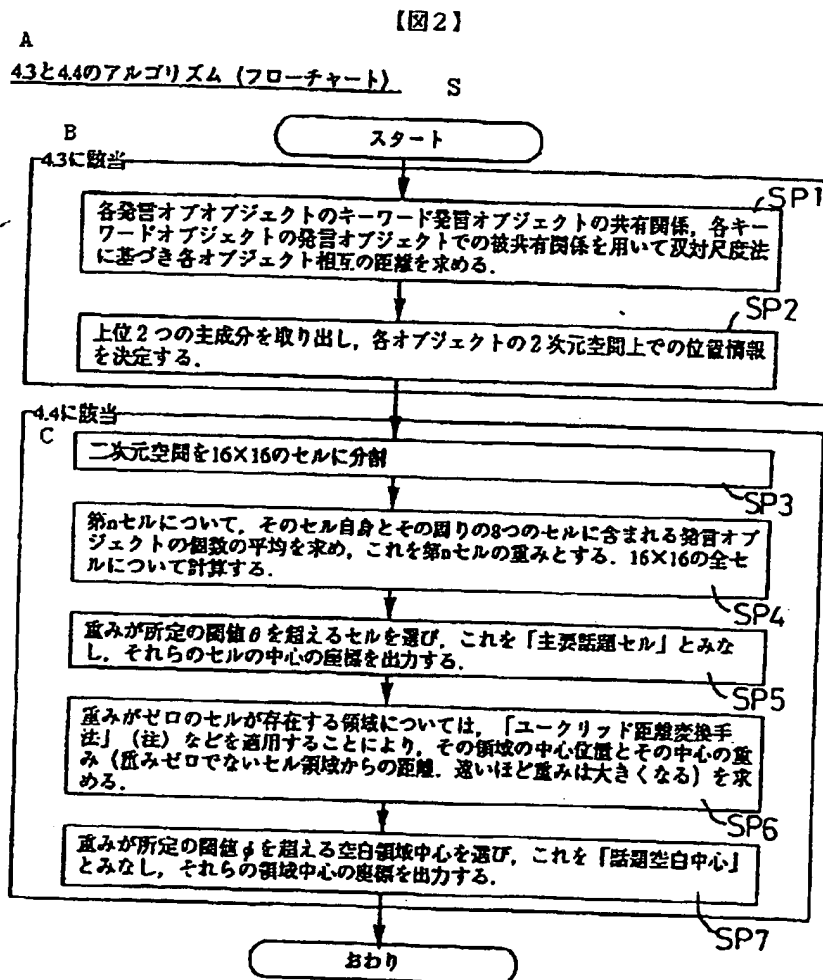 【図2】
A
4.3と4.4のアルゴリズム (フローチャート)
S
スタート
B
4.3に該当
SP1
各発言オブオブジェクトのキーワード発言オブジェクトの共有関係, 各キー
ワードオブジェクトの発言オブジェクトでの被共有関係を用いて双対尺度法
に基づき各オブジェクト相互の距離を求める.
SP2
上位2つの主成分を取り出し, 各オブジェクトの2次元空間上での位置情報
を決定する.
4.4に該当
C
二次元空間を16×16のセルに分割
SP3
第nセルについて, そのセル自身とその周りの8つのセルに含まれる発言オブ
ジェクトの個数の平均を求め, これを第nセルの重みとする. 16×16の全セ
ルについて計算する.
SP4
重みが所定の閾値θを超えるセルを選び, これを「主要話題セル」とみな
し, それらのセルの中心の座標を出力する.
SP5
重みがゼロのセルが存在する領域については, 「ユークリッド距離変換手
法」(注) などを適用することにより, その領域の中心位置とその中心の重
み (重みゼロでないセル領域からの距離. 遠いほど重みは大きくなる) を求
める.
SP6
重みが所定の閾値φを超える空白領域中心を選び, これを「話題空白中心」
とみなし, それらの領域中心の座標を出力する.
SP7
おわり